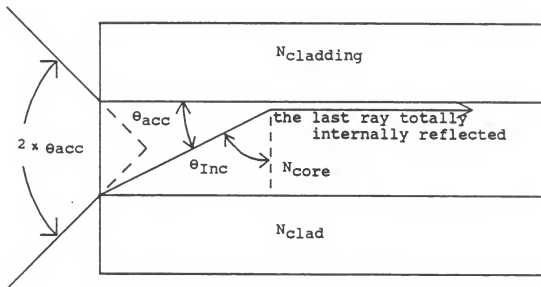 Ncladding
θacc
the last ray totally
internally reflected
2 × θacc
θInc
Ncore
Nclad